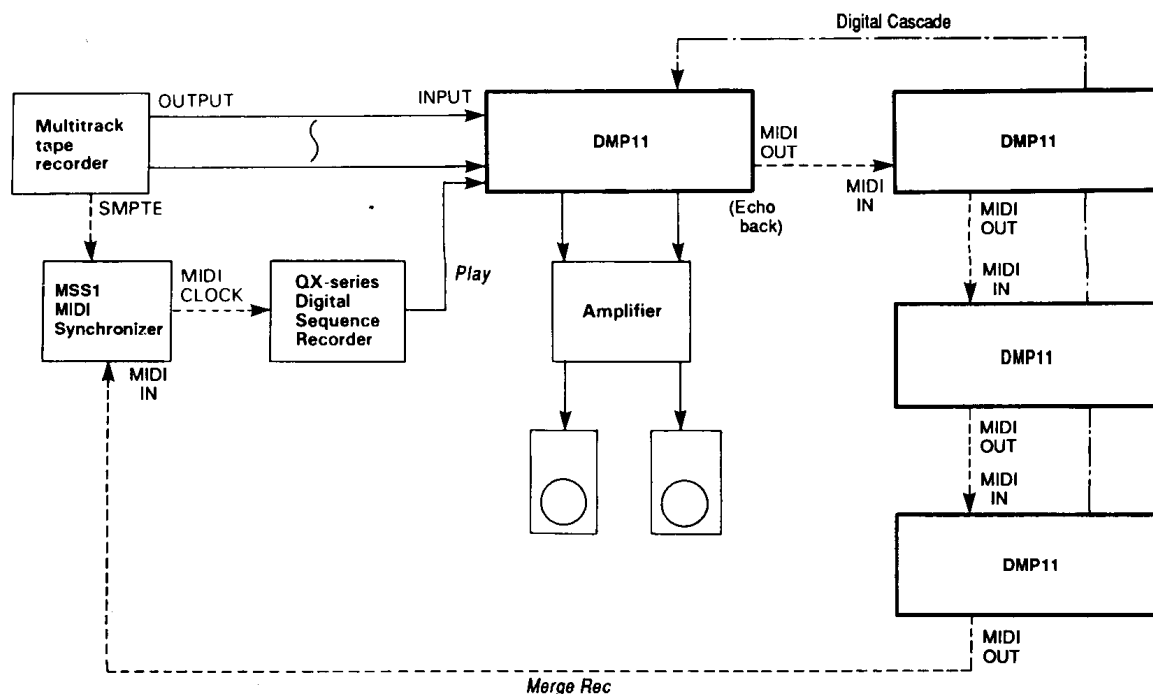 Digital Cascade
OUTPUT
INPUT
Multitrack
tape
recorder
DMP11
MIDI
OUT
DMP11
MIDI
IN
(Echo
back)
SMPTE
MIDI
OUT
MIDI
IN
MSS1
MIDI
Synchronizer
MIDI
CLOCK
QX-series
Digital
Sequence
Recorder
Play
Amplifier
DMP11
MIDI
IN
MIDI
OUT
MIDI
IN
DMP11
MIDI
OUT
Merge Rec